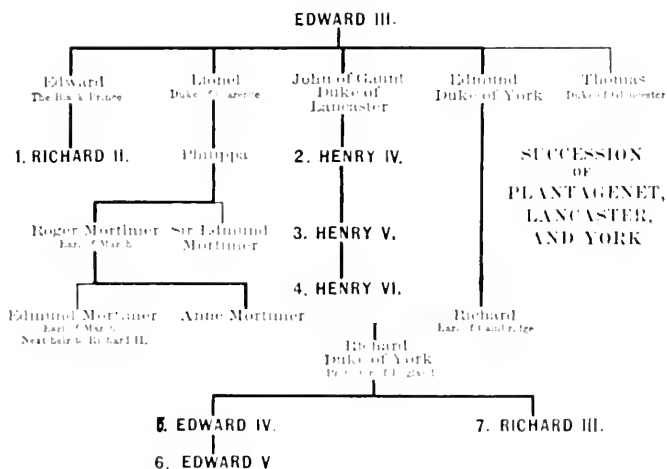 EDWARD III.
Edward
The Black Prince
Lionel
Duke of Clarence
John of Gaunt
Duke of
Lancaster
Edmund
Duke of York
Thomas
Duke of Gloucester
1. RICHARD II.
Philippa
2. HENRY IV.
SUCCESSION
OF
PLANTAGENET,
LANCASTER,
AND YORK
Roger Mortimer
Earl of March
Sir Edmund
Mortimer
3. HENRY V.
4. HENRY VI.
Edmund Mortimer
Earl of March
Next heir to Richard II.
Anne Mortimer
Richard
Earl of Cambridge
Richard
Duke of York
Protector of England
5. EDWARD IV.
7. RICHARD III.
6. EDWARD V